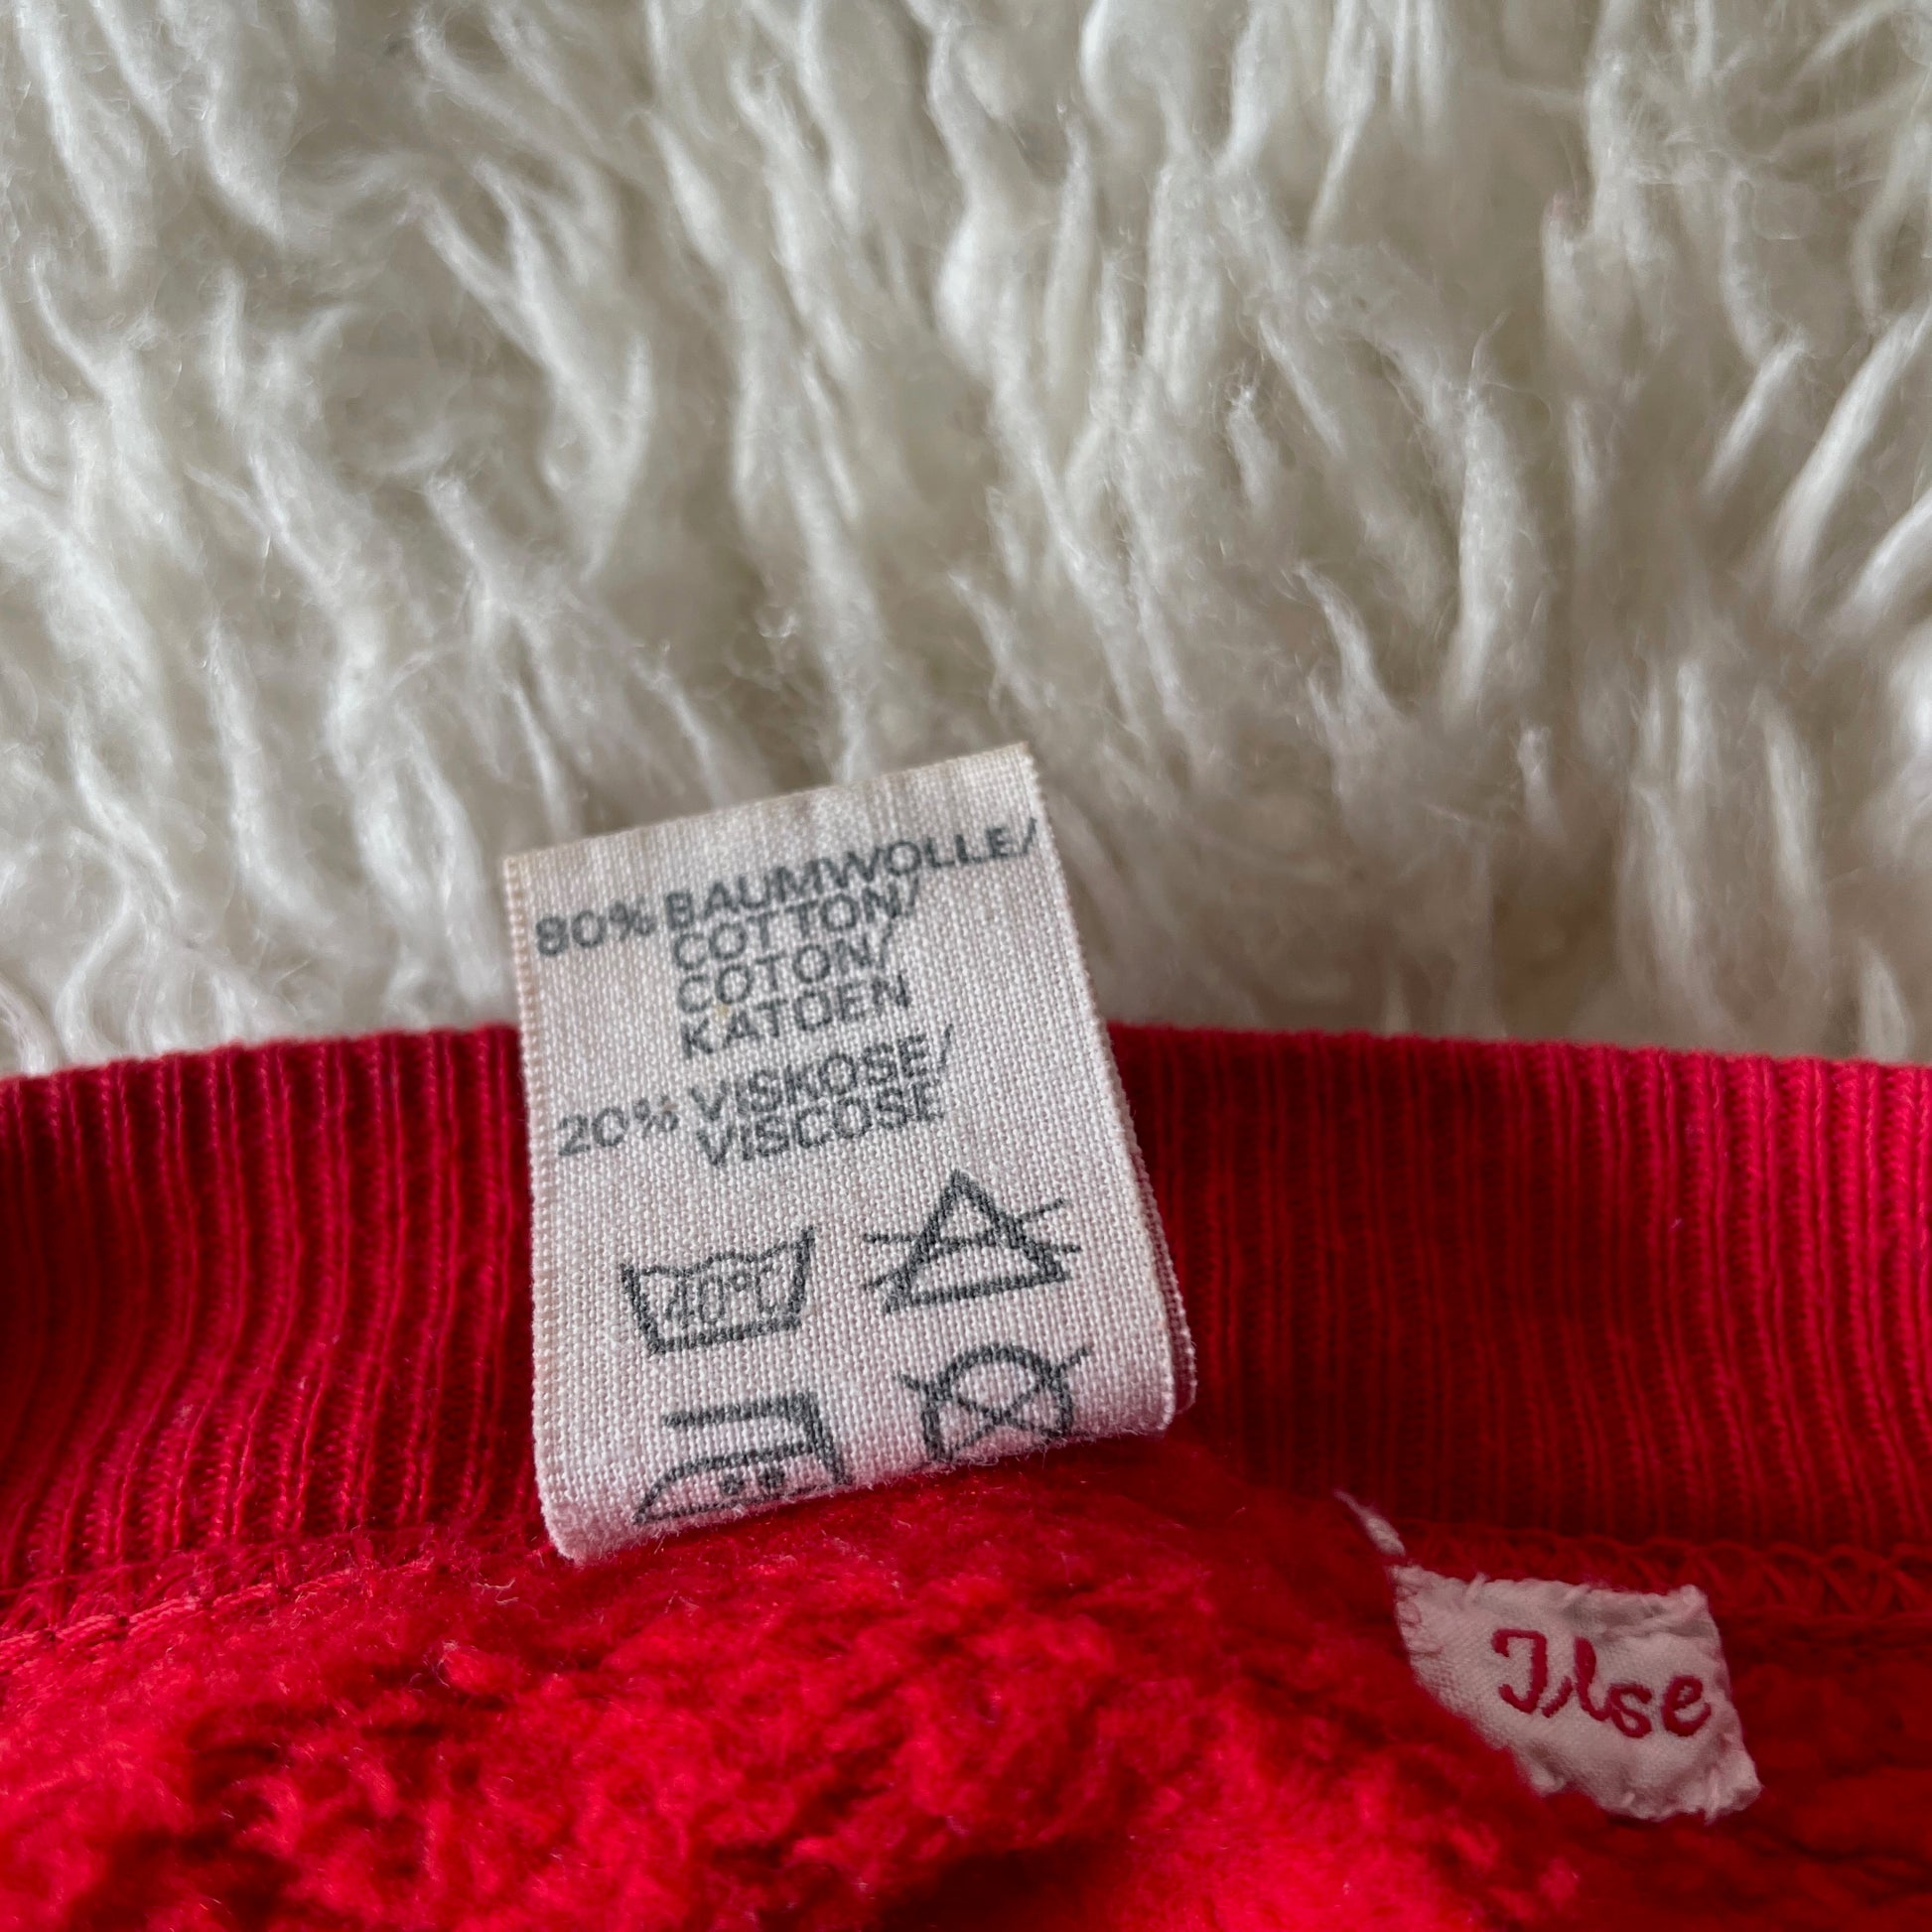 80% BAUMWOLLE/
COTTON/
COTON/
KATOEN
20% VISKOSE/
VISCOSE
40°C
Ilse